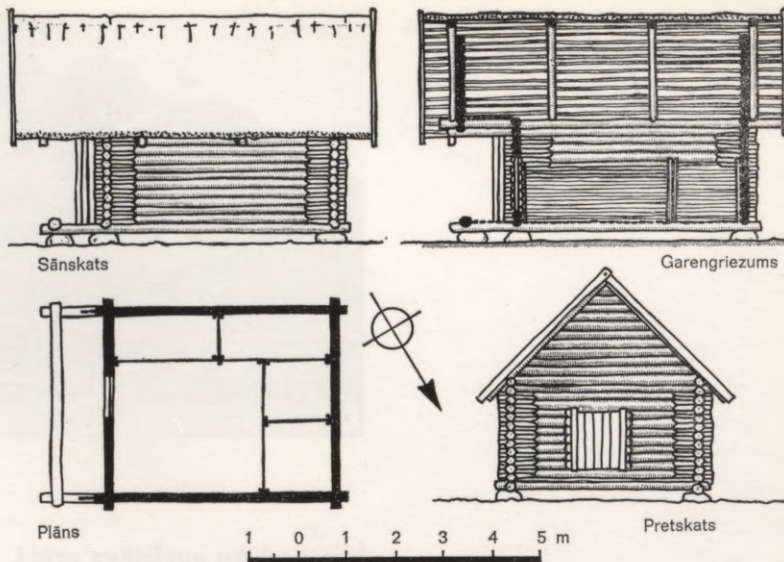 Sānskats
Garengriezums
Plāns
Pretskats
1 0 1 2 3 4 5 m